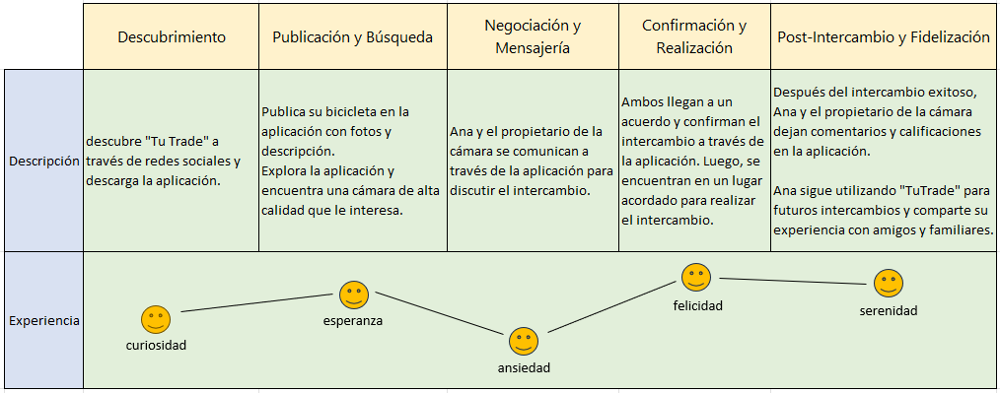 Descubrimiento
Publicación y Búsqueda
Negociación y
Mensajería
Confirmación y
Realización
Post-Intercambio y Fidelización
Descripción
descubre "Tu Trade" a
través de redes sociales y
descarga la aplicación.
Publica su bicicleta en la
aplicación con fotos y
descripción.
Explora la aplicación y
encuentra una cámara de alta
calidad que le interesa.
Ana y el propietario de la
cámara se comunican a
través de la aplicación para
discutir el intercambio.
Ambos llegan a un
acuerdo y confirman el
intercambio a través de
la aplicación. Luego, se
encuentran en un lugar
acordado para realizar
el intercambio.
Después del intercambio exitoso,
Ana y el propietario de la cámara
dejan comentarios y calificaciones
en la aplicación.
Ana sigue utilizando "TuTrade" para
futuros intercambios y comparte su
experiencia con amigos y familiares.
Experiencia
curiosidad
esperanza
ansiedad
felicidad
serenidad